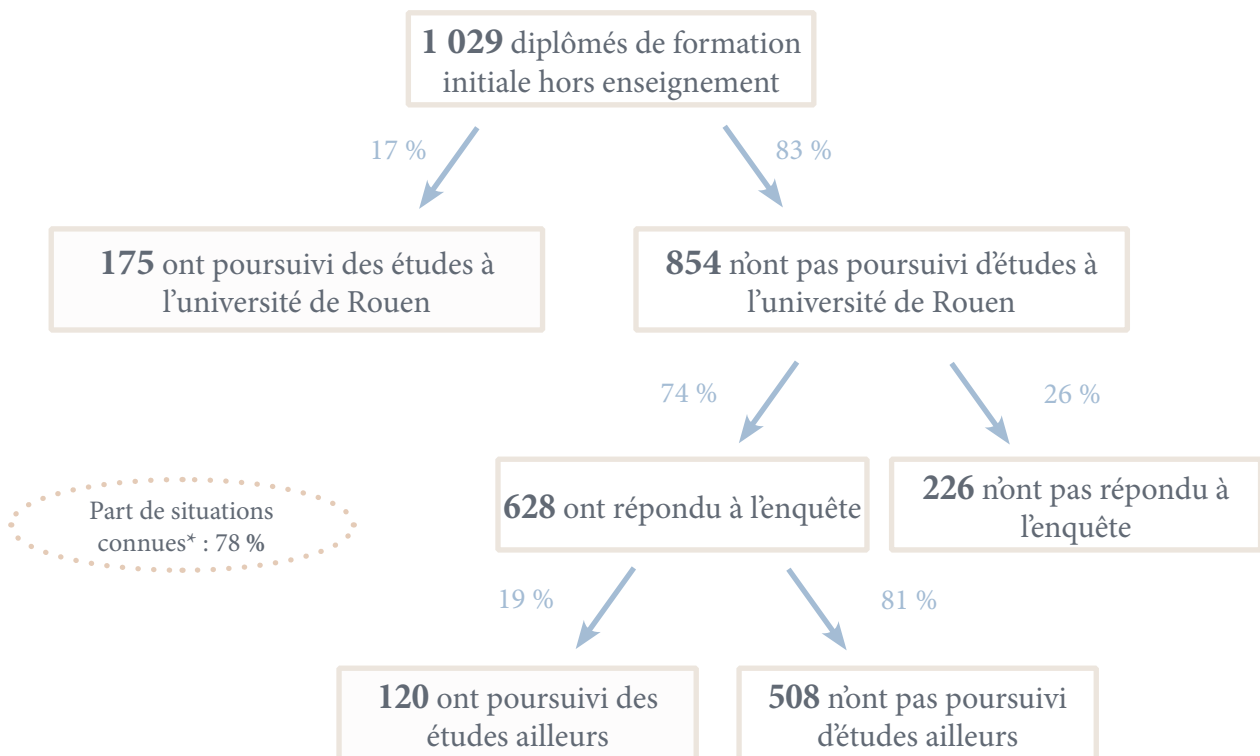 1 029 diplômés de formation
initiale hors enseignement
17 %
83 %
175 ont poursuivi des études à
l'université de Rouen
854 n'ont pas poursuivi d'études à
l'université de Rouen
74 %
26 %
Part de situations
connues* : 78 %
628 ont répondu à l'enquête
226 n'ont pas répondu à
l'enquête
19 %
81 %
120 ont poursuivi des
études ailleurs
508 n'ont pas poursuivi
d'études ailleurs